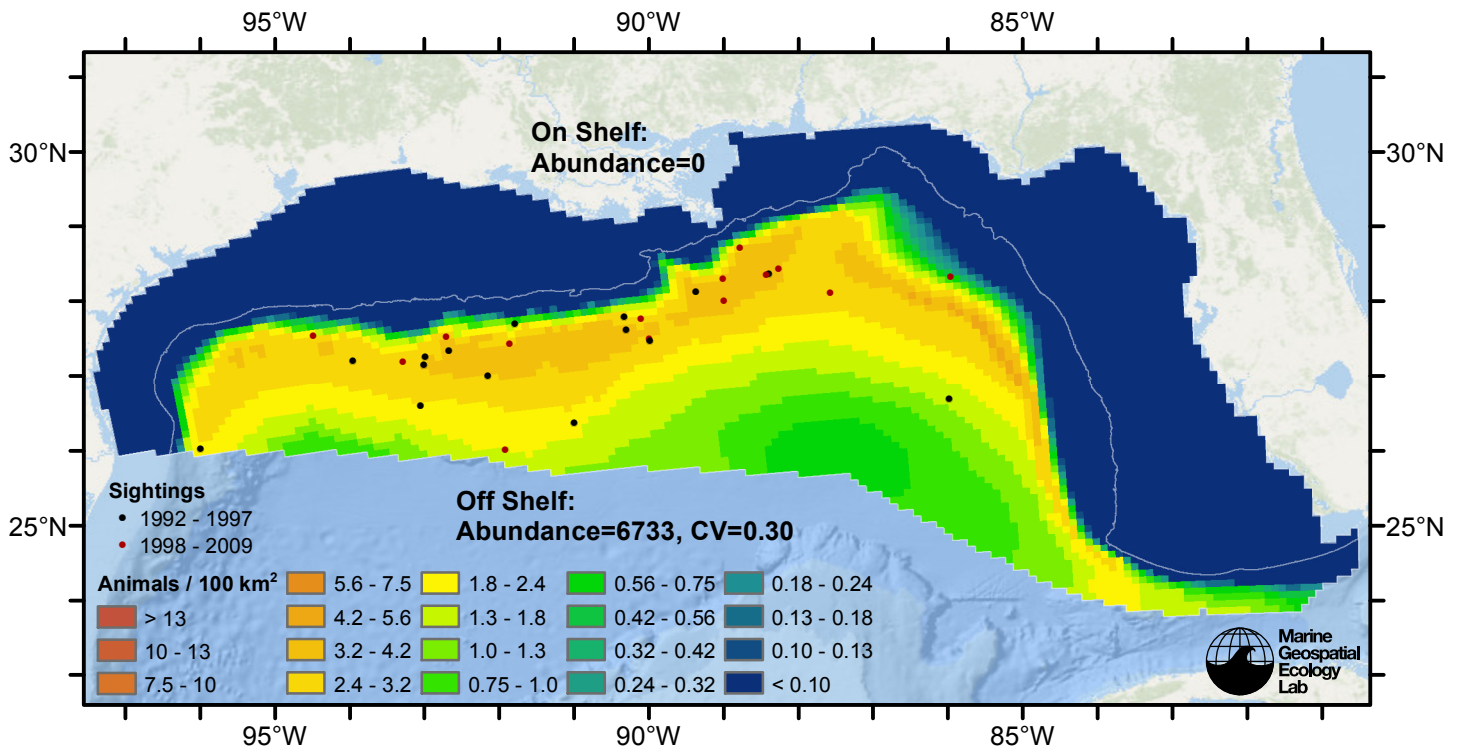 95°W 90°W 85°W
30°N 30°N
On Shelf:
Abundance=0
25°N 25°N
Off Shelf:
Abundance=6733, CV=0.30
Sightings
1992 - 1997
1998 - 2009
Animals / 100 km²
5.6 - 7.5 1.8 - 2.4 0.56 - 0.75 0.18 - 0.24
> 13 4.2 - 5.6 1.3 - 1.8 0.42 - 0.56 0.13 - 0.18
10 - 13 3.2 - 4.2 1.0 - 1.3 0.32 - 0.42 0.10 - 0.13
7.5 - 10 2.4 - 3.2 0.75 - 1.0 0.24 - 0.32 < 0.10
Marine
Geospatial
Ecology
Lab
95°W 90°W 85°W